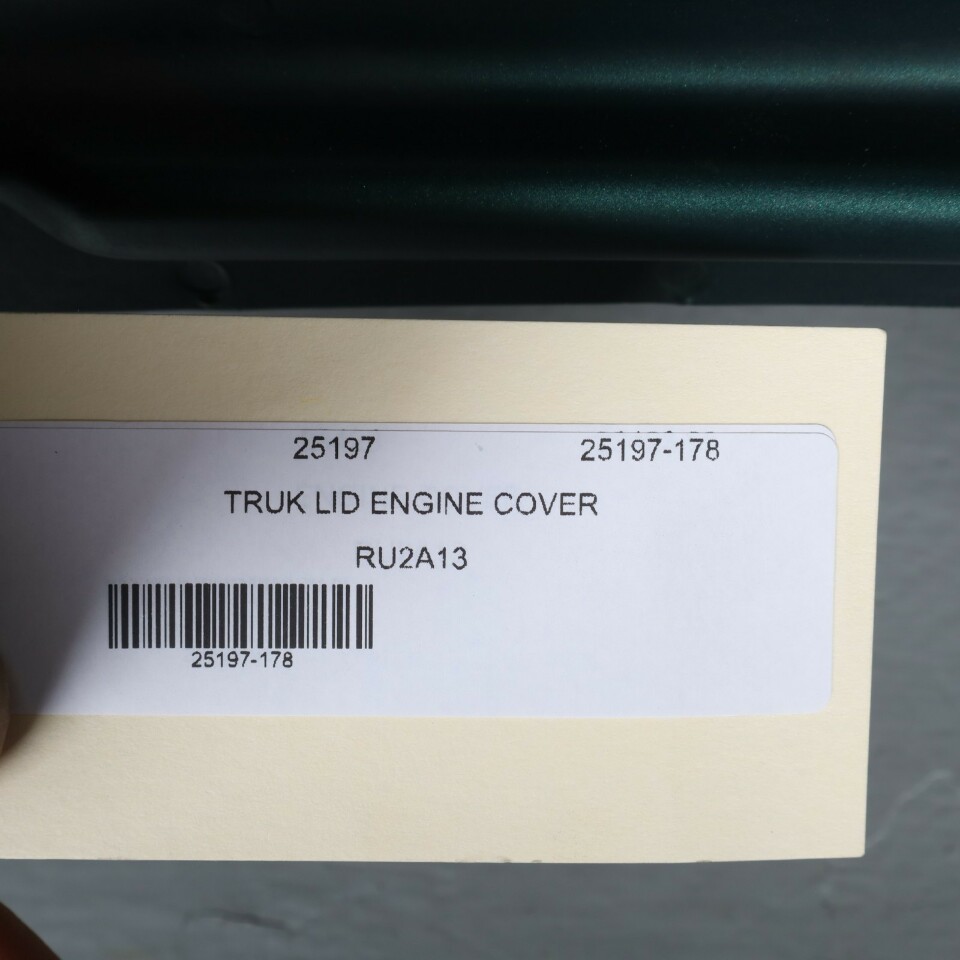 25197 25197-178
TRUK LID ENGINE COVER
RU2A13
25197-178